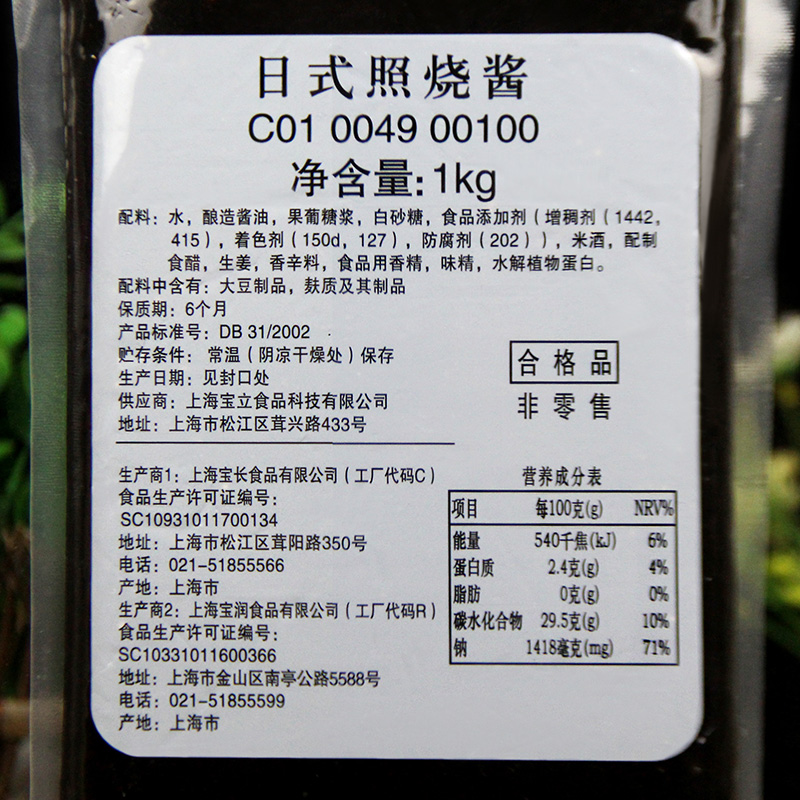 日式照烧酱
C01 0049 00100
净含量:1kg
配料：水，酿造酱油，果葡糖浆，白砂糖，食品添加剂（增稠剂（1442，
415），着色剂（150d，127），防腐剂（202）），米酒，配制
食醋，生姜，香辛料，食品用香精，味精，水解植物蛋白。
配料中含有：大豆制品，麸质及其制品
保质期：6个月
产品标准号：DB 31/2002
贮存条件： 常温（阴凉干燥处）保存
生产日期：见封口处
供应商：上海宝立食品科技有限公司
地址：上海市松江区茸兴路433号
合格品
非零售
生产商1：上海宝长食品有限公司（工厂代码C）
食品生产许可证编号：
SC10931011700134
地址：上海市松江区茸阳路350号
电话：021-51855566
产地：上海市
生产商2：上海宝润食品有限公司（工厂代码R）
食品生产许可证编号：
SC10331011600366
地址：上海市金山区南亭公路5588号
电话：021-51855599
产地：上海市
营养成分表
项目 每100克(g) NRV%
能量 540千焦(kJ) 6%
蛋白质 2.4克(g) 4%
脂肪 0克(g) 0%
碳水化合物 29.5克(g) 10%
钠 1418毫克(mg) 71%